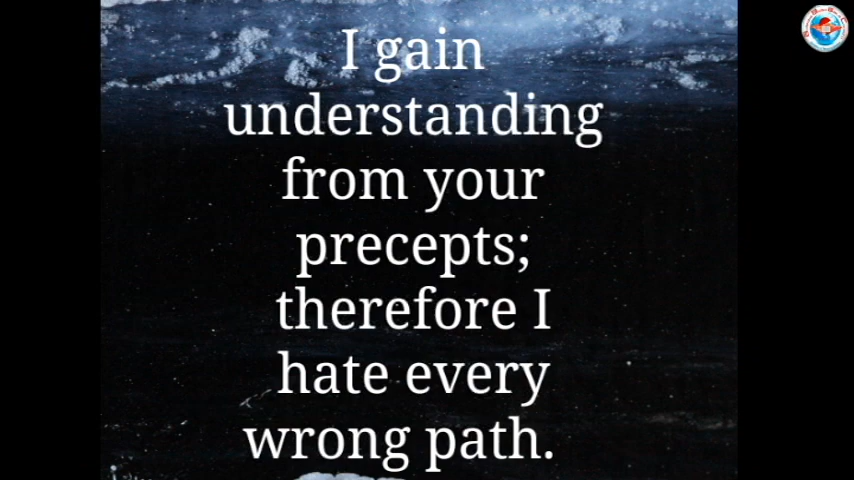 I gain
understanding
from your
precepts;
therefore I
hate every
wrong path.